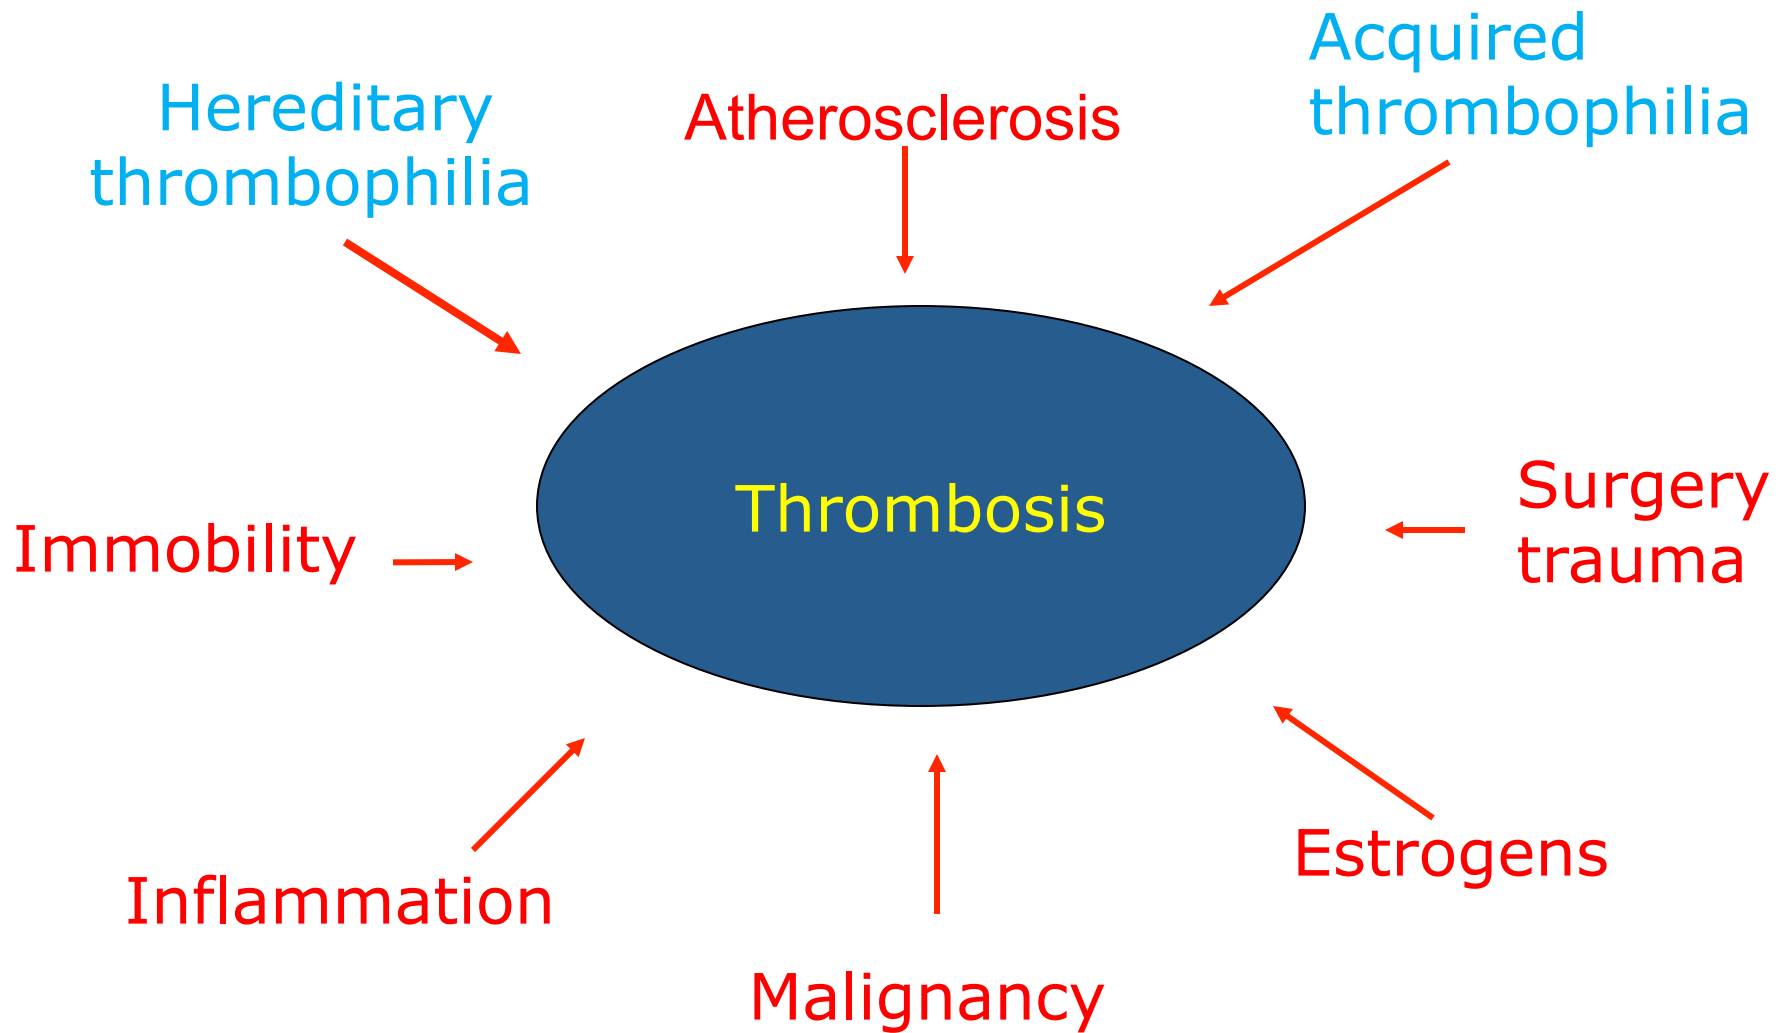 Hereditary
thrombophilia
Atherosclerosis
Acquired
thrombophilia
Immobility
Thrombosis
Surgery
trauma
Inflammation
Malignancy
Estrogens